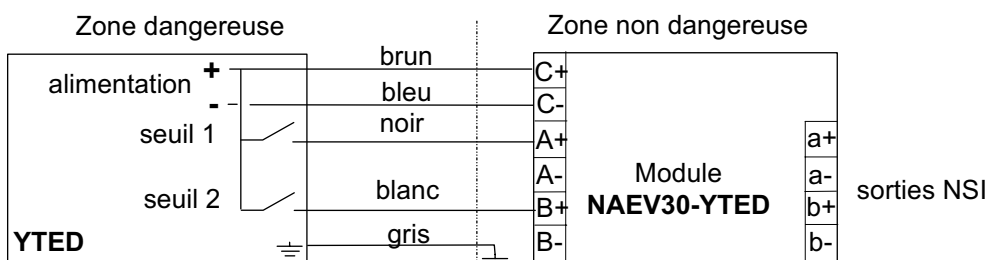 Zone dangereuse
Zone non dangereuse
alimentation +
-
brun
bleu
noir
seuil 1
seuil 2
blanc
gris
YTED
C+
C-
A+
A-
B+
B-
Module
NAEV30-YTED
a+
a-
b+
b-
sorties NSI